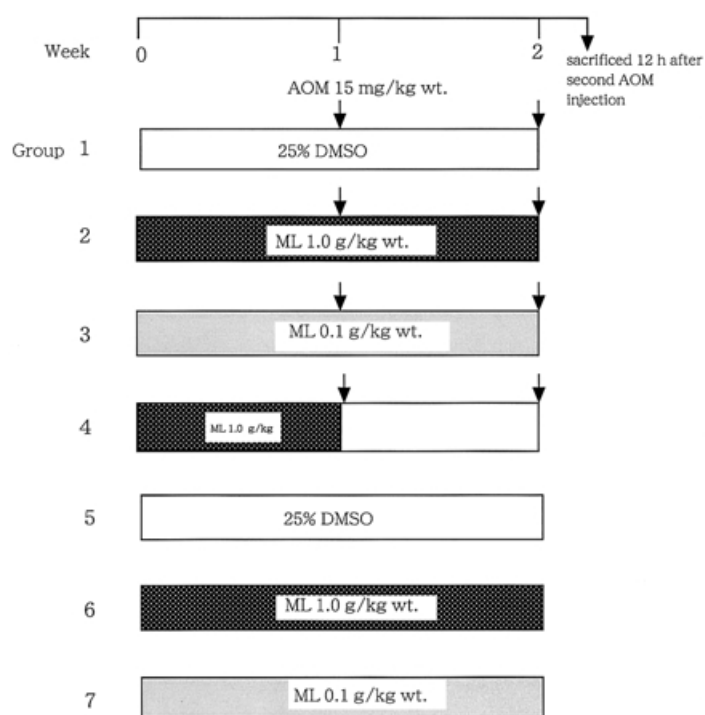 Week 0 1 2
sacrificed 12 h after
second AOM
injection
AOM 15 mg/kg wt.
Group 1 25% DMSO
2 ML 1.0 g/kg wt.
3 ML 0.1 g/kg wt.
4 ML 1.0 g/kg
5 25% DMSO
6 ML 1.0 g/kg wt.
7 ML 0.1 g/kg wt.